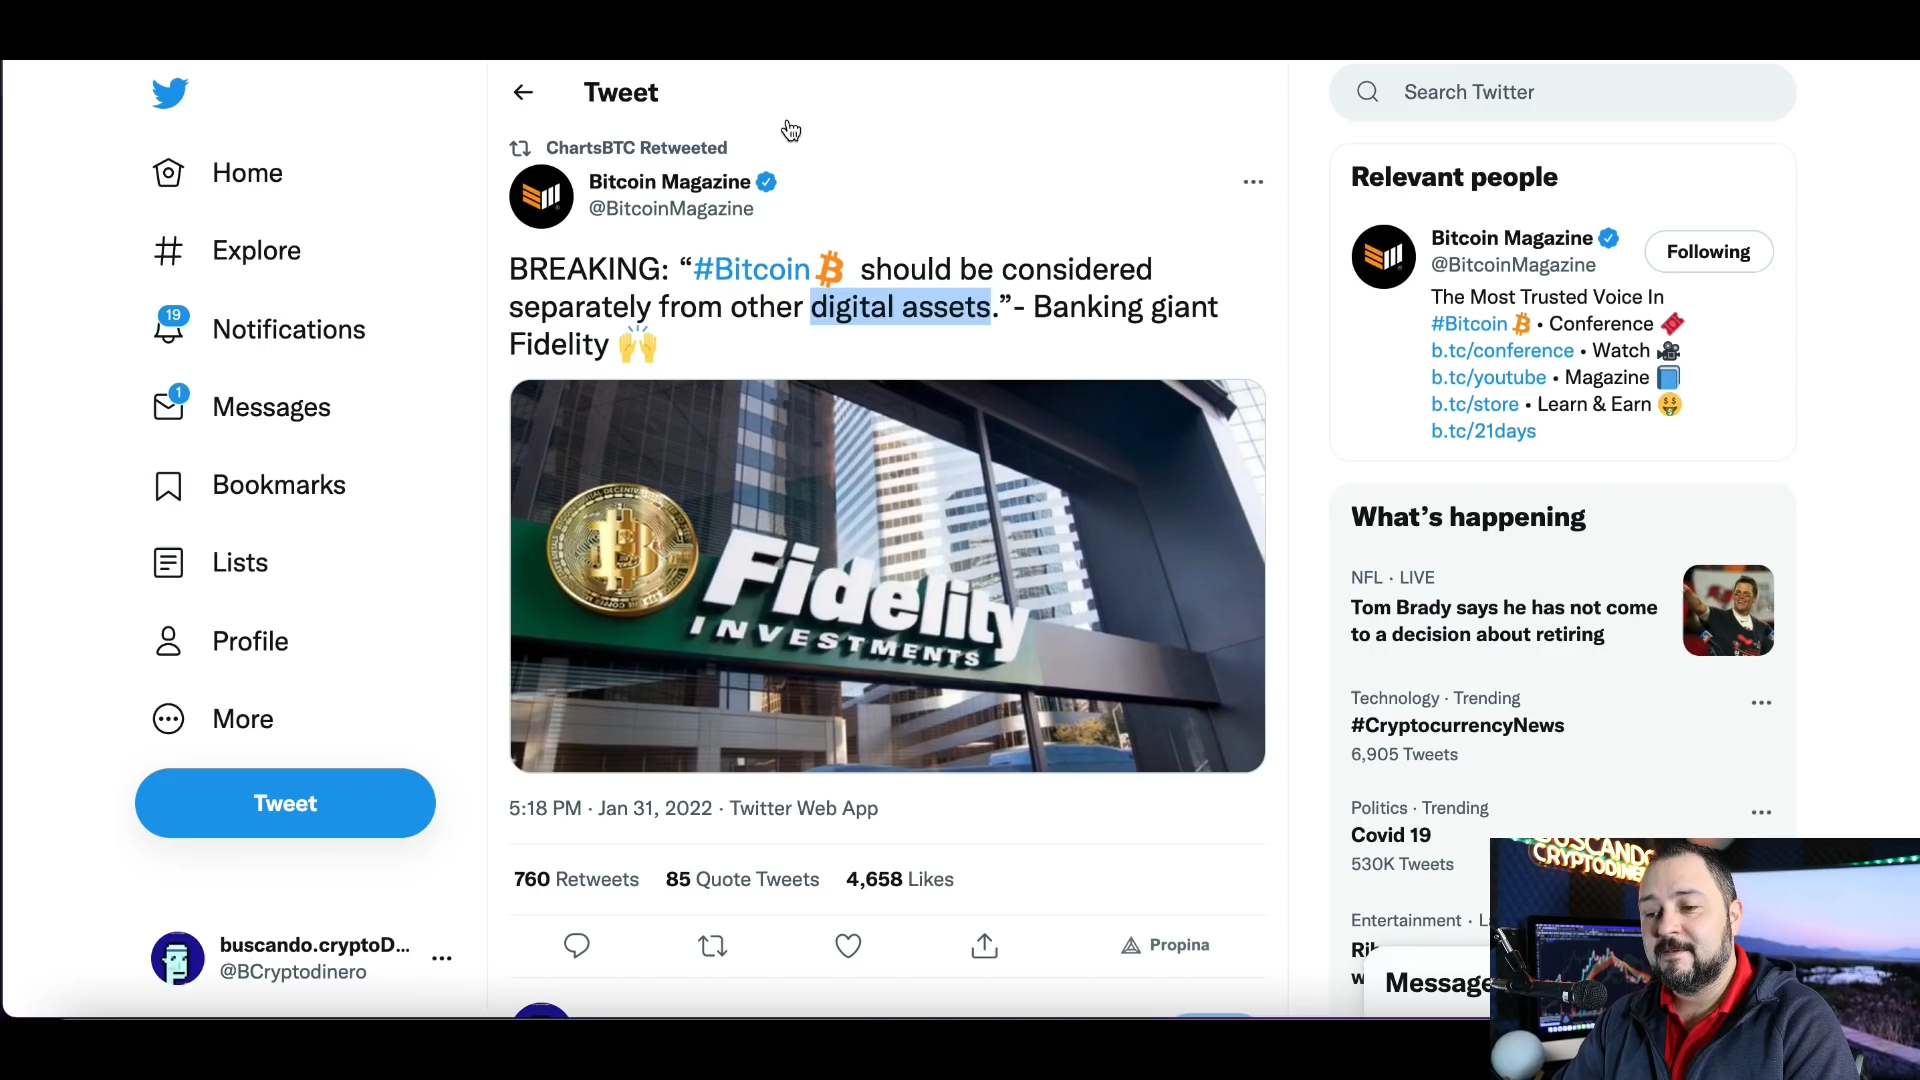 Tweet
Search Twitter
ChartsBTC Retweeted
Bitcoin Magazine
@BitcoinMagazine
BREAKING: “#Bitcoin should be considered
separately from other digital assets.”- Banking giant
Fidelity
Fidelity
INVESTMENTS
5:18 PM · Jan 31, 2022 · Twitter Web App
760 Retweets 85 Quote Tweets 4,658 Likes
Propina
Home
Explore
19
Notifications
1
Messages
Bookmarks
Lists
Profile
More
Tweet
buscando.cryptoD...
@BCryptodinero
Relevant people
Bitcoin Magazine
@BitcoinMagazine
Following
The Most Trusted Voice In
#Bitcoin • Conference
b.tc/conference • Watch
b.tc/youtube • Magazine
b.tc/store • Learn & Earn
b.tc/21days
What’s happening
NFL · LIVE
Tom Brady says he has not come
to a decision about retiring
Technology · Trending
#CryptocurrencyNews
6,905 Tweets
Politics · Trending
Covid 19
530K Tweets
Entertainment ·
Message